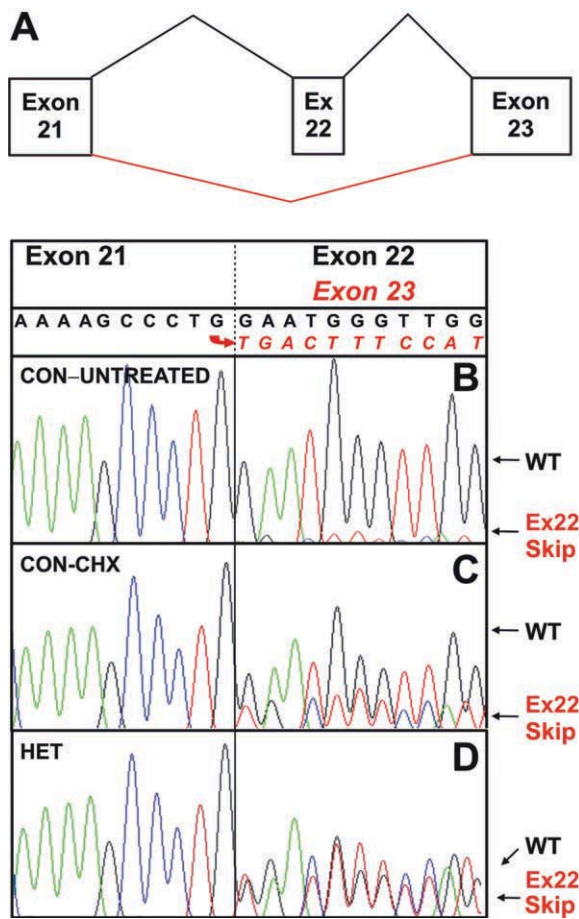 A
Exon 21
Ex 22
Exon 23
Exon 21 Exon 22
Exon 23
A A A A G C C C T G G A A T G G G T T G G
T G A C T T T C C A T
CON–UNTREATED B
WT
Ex22 Skip
CON-CHX C
WT
Ex22 Skip
HET D
WT
Ex22 Skip